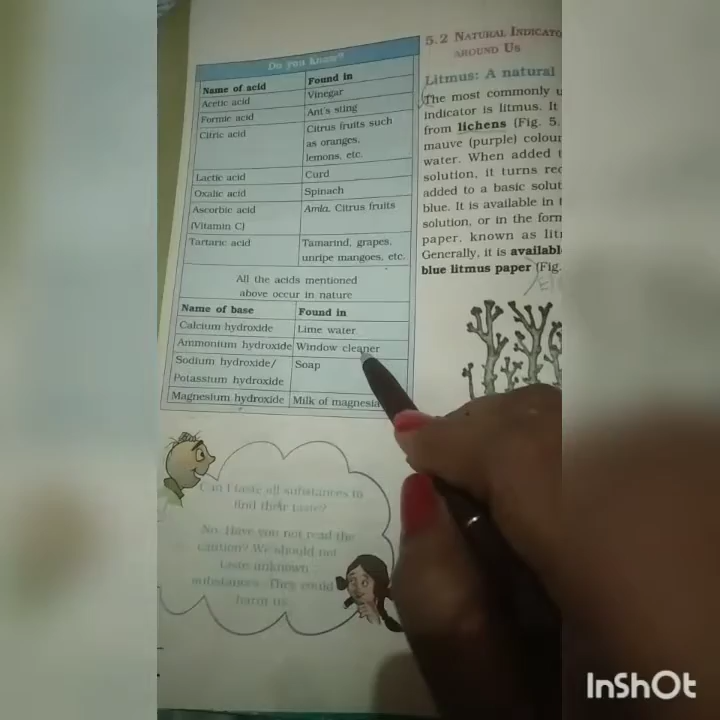 Do you know?
Name of acid Found in
Acetic acid Vinegar
Formic acid Ant's sting
Citric acid Citrus fruits such
as oranges,
lemons, etc.
Lactic acid Curd
Oxalic acid Spinach
Ascorbic acid Amla, Citrus fruits
(Vitamin C)
Tartaric acid Tamarind, grapes,
unripe mangoes, etc.
All the acids mentioned
above occur in nature
Name of base Found in
Calcium hydroxide Lime water
Ammonium hydroxide Window cleaner
Sodium hydroxide/ Soap
Potassium hydroxide
Magnesium hydroxide Milk of magnesia
Can I taste all substances to
find their taste?
No. Have you not read the
caution? We should not
taste unknown
substances. They could
harm us.
5.2 NATURAL INDICATO
AROUND US
Litmus: A natural
The most commonly u
indicator is litmus. It
from lichens (Fig. 5.
mauve (purple) colour
water. When added t
solution, it turns red
added to a basic solut
blue. It is available in
solution, or in the form
paper, known as lit
Generally, it is availabl
blue litmus paper (Fig.
InShOt